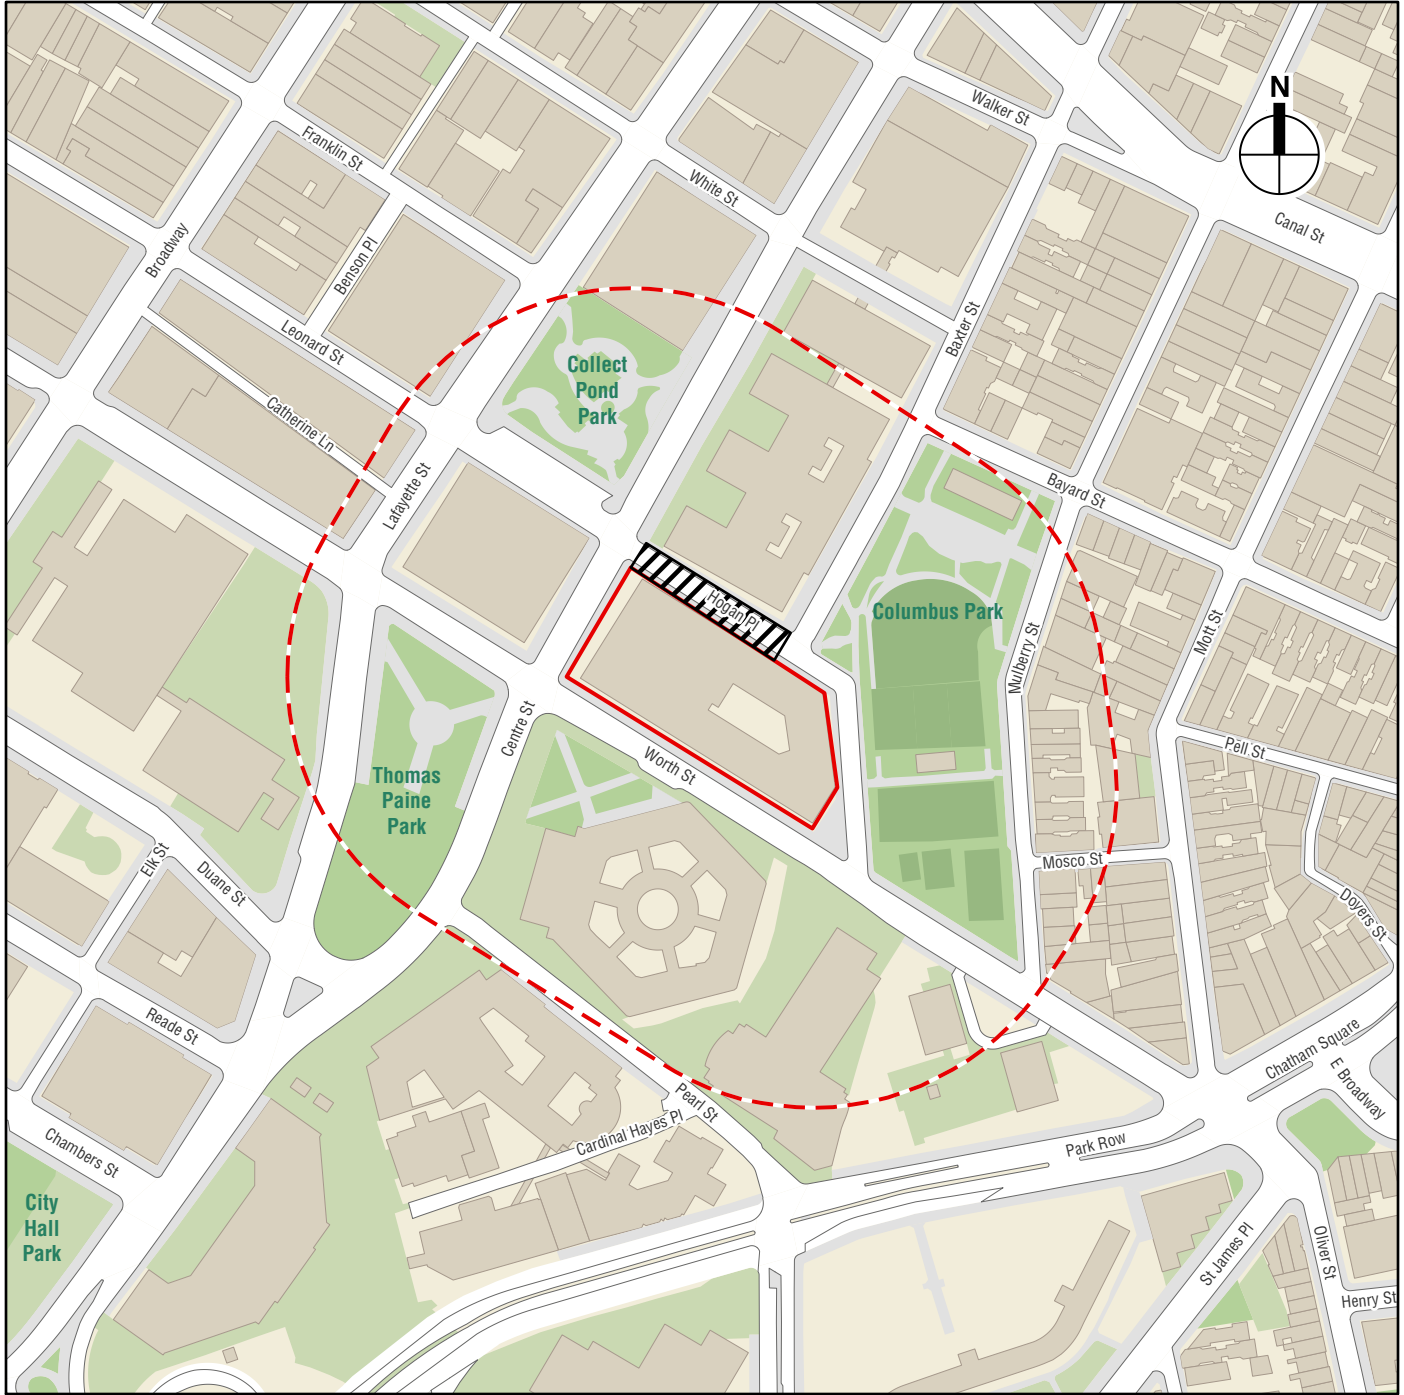 N
Walker St
Canal St
Franklin St
White St
Broadway
Benson Pl
Leonard St
Baxter St
Collect
Pond
Park
Catherine Ln
Lafayette St
Bayard St
Hogan Pl
Columbus Park
Mulberry St
Mott St
Centre St
Worth St
Pell St
Thomas
Paine
Park
Elk St
Duane St
Mosco St
Doyers St
Reade St
Chatham Square
E Broadway
Pearl St
Cardinal Hayes Pl
Park Row
Chambers St
City
Hall
Park
St James Pl
Oliver St
Henry St